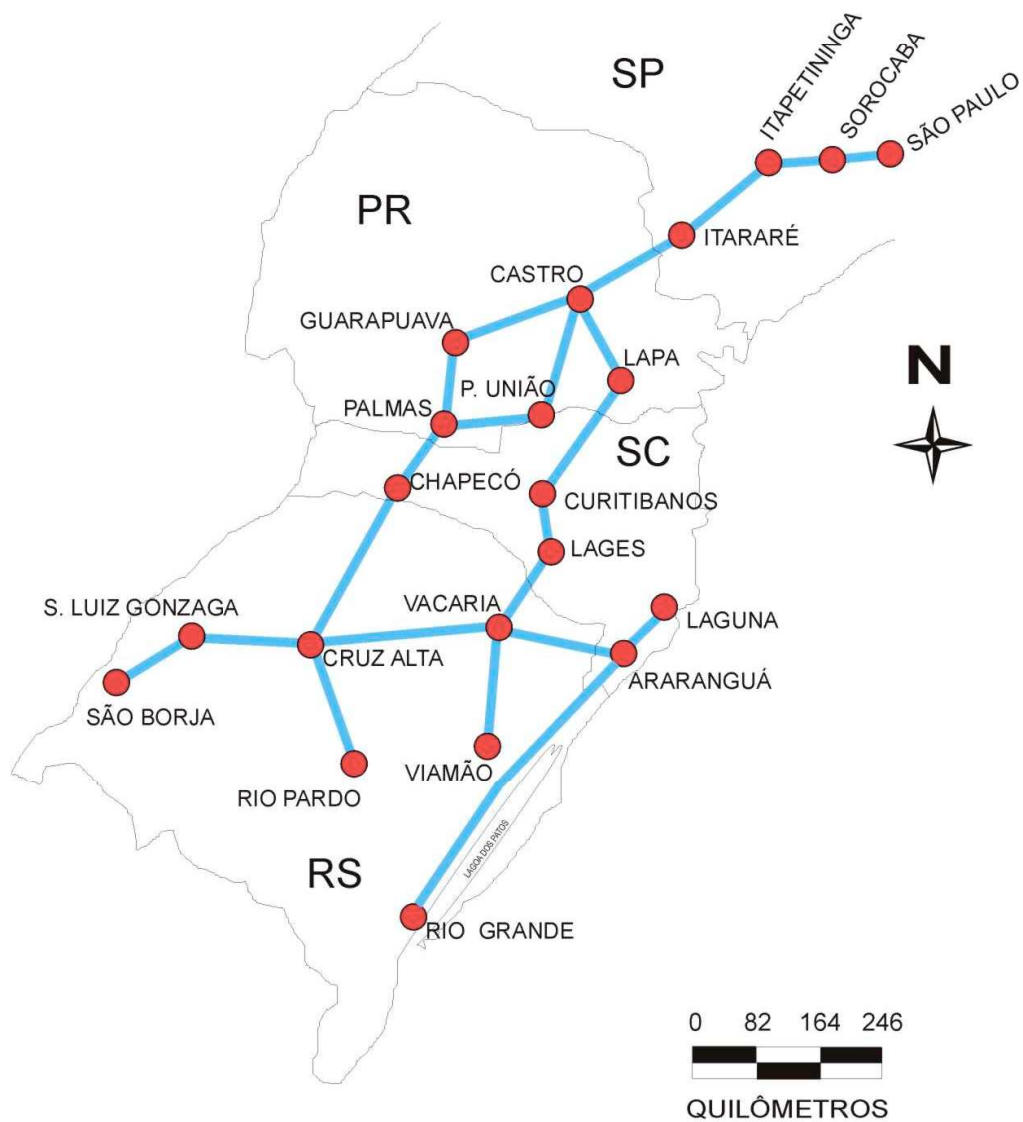 ITAPETININGA
SOROCABA
SÃO PAULO
SP
PR
ITARARÉ
CASTRO
GUARAPUAVA
LAPA
N
P. UNIÃO
PALMAS
SC
CHAPECÓ
CURITIBANOS
LAGES
VACARIA
S. LUIZ GONZAGA
LAGUNA
CRUZ ALTA
ARARANGUÁ
SÃO BORJA
VIAMÃO
RIO PARDO
LAGOA DOS PATOS
RS
RIO GRANDE
0 82 164 246
QUILÔMETROS